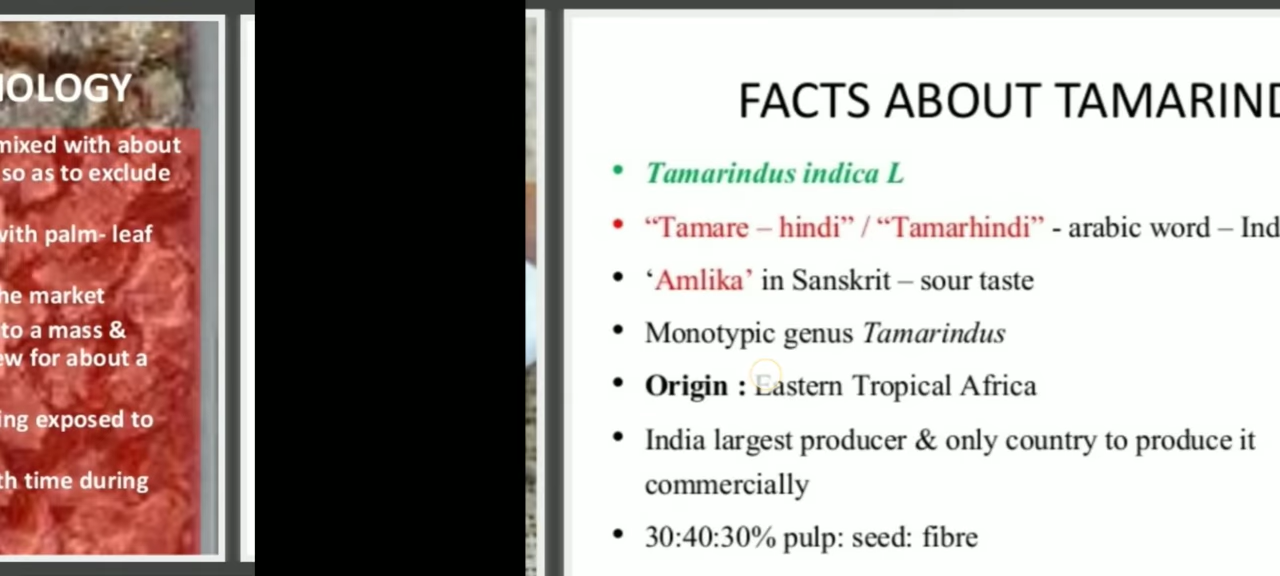 OLOGY
mixed with about
so as to exclude
with palm- leaf
he market
to a mass &
ew for about a
ing exposed to
th time during
FACTS ABOUT TAMARIND
• Tamarindus indica L
• “Tamare – hindi” / “Tamarhindi” - arabic word – Ind
• ‘Amlika’ in Sanskrit – sour taste
• Monotypic genus Tamarindus
• Origin : Eastern Tropical Africa
• India largest producer & only country to produce it
commercially
• 30:40:30% pulp: seed: fibre